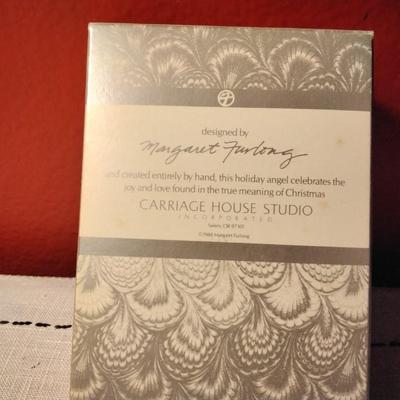 designed by
Margaret Furlong
and created entirely by hand, this holiday angel celebrates the
joy and love found in the true meaning of Christmas
CARRIAGE HOUSE STUDIO
INCORPORATED
Salem, OR 97301
Margaret Furlong